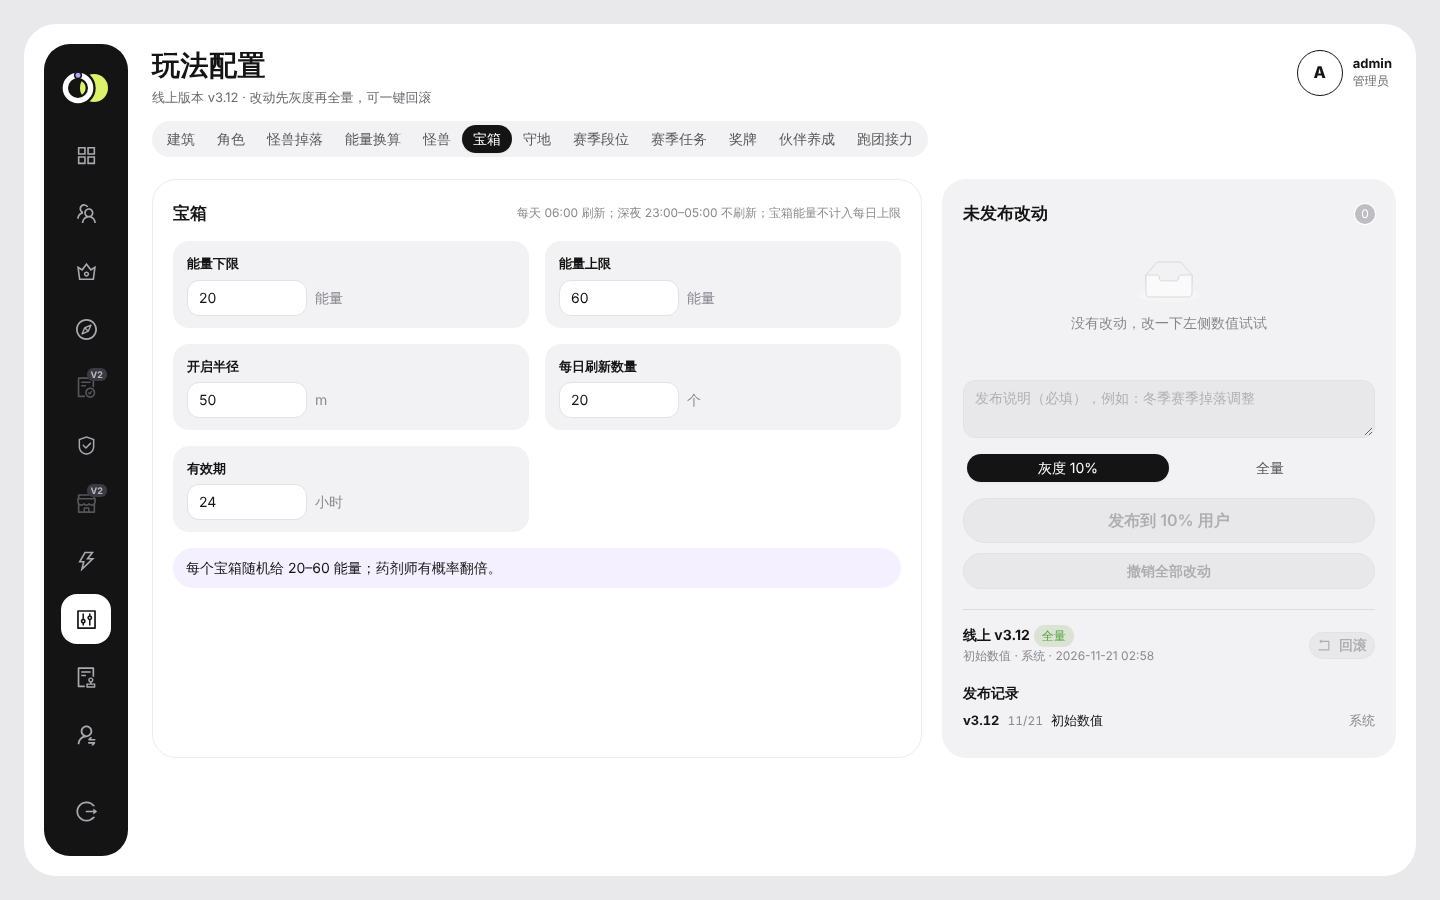 玩法配置
线上版本 v3.12 · 改动先灰度再全量，可一键回滚
A
admin
管理员
建筑 角色 怪兽掉落 能量换算 怪兽 宝箱 守地 赛季段位 赛季任务 奖牌 伙伴养成 跑团接力
V2
V2
宝箱
每天 06:00 刷新；深夜 23:00–05:00 不刷新；宝箱能量不计入每日上限
能量下限
20 能量
能量上限
60 能量
开启半径
50 m
每日刷新数量
20 个
有效期
24 小时
每个宝箱随机给 20–60 能量；药剂师有概率翻倍。
未发布改动 0
没有改动，改一下左侧数值试试
发布说明（必填），例如：冬季赛季掉落调整
灰度 10% 全量
发布到 10% 用户
撤销全部改动
线上 v3.12 全量
初始数值 · 系统 · 2026-11-21 02:58
回滚
发布记录
v3.12 11/21 初始数值 系统